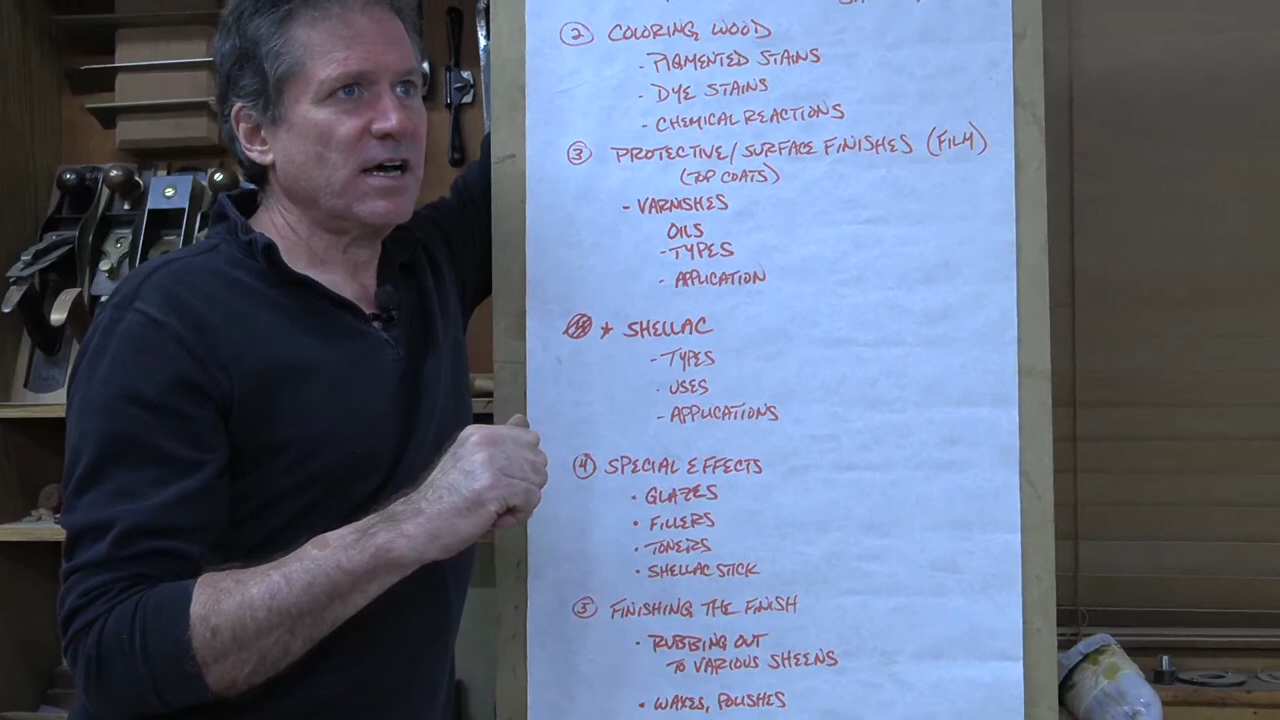 ② COLORING WOOD
- PIGMENTED STAINS
- DYE STAINS
- CHEMICAL REACTIONS
③ PROTECTIVE/SURFACE FINISHES (FILM)
(TOP COATS)
- VARNISHES
OILS
- TYPES
- APPLICATION
* SHELLAC
- TYPES
- USES
- APPLICATIONS
④ SPECIAL EFFECTS
• GLAZES
• FILLERS
• TONERS
• SHELLAC STICK
⑤ FINISHING THE FINISH
• RUBBING OUT
TO VARIOUS SHEENS
• WAXES, POLISHES